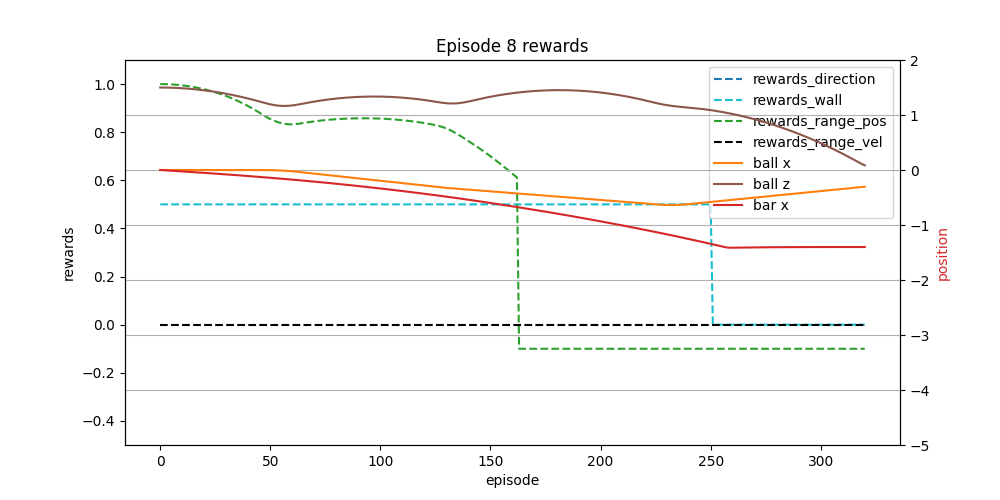 Episode 8 rewards
rewards
1.0
0.8
0.6
0.4
0.2
0.0
−0.2
−0.4
rewards_direction
rewards_wall
rewards_range_pos
rewards_range_vel
ball x
ball z
bar x
2
1
0
−1
−2
−3
−4
−5
position
0 50 100 150 200 250 300
episode